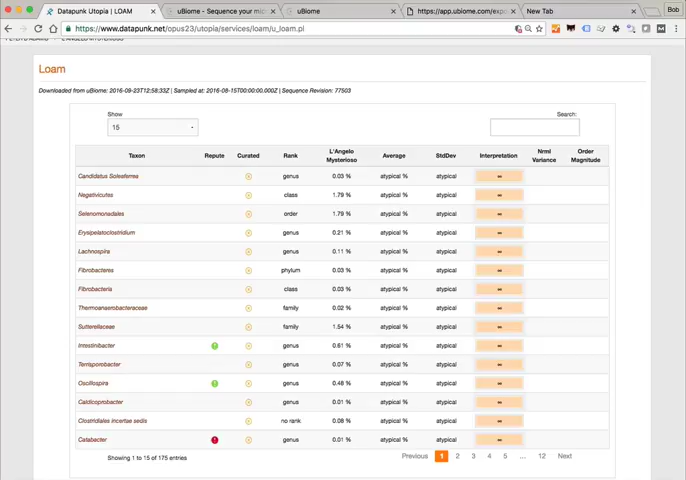 Datapunk Utopia | LOAM
uBiome - Sequence your mic
uBiome
https://app.ubiome.com/expo
New Tab
Bob
https://www.datapunk.net/opus23/utopia/services/loam/u_loam.pl
Loam
Downloaded from uBiome: 2016-09-23T12:58:33Z | Sampled at: 2016-08-15T00:00:00.000Z | Sequence Revision: 77503
Show
Search:
15
Taxon Repute Curated Rank L'Angelo Mysterioso Average StdDev Interpretation Nrml Variance Order Magnitude
Candidatus Soleaferrea genus 0.03 % atypical % atypical ∞
Negativicutes class 1.79 % atypical % atypical ∞
Selenomonadales order 1.79 % atypical % atypical ∞
Erysipelatoclostridium genus 0.21 % atypical % atypical ∞
Lachnospira genus 0.11 % atypical % atypical ∞
Fibrobacteres phylum 0.03 % atypical % atypical ∞
Fibrobacteria class 0.03 % atypical % atypical ∞
Thermoanaerobacteraceae family 0.02 % atypical % atypical ∞
Sutterellaceae family 1.54 % atypical % atypical ∞
Intestinibacter genus 0.61 % atypical % atypical ∞
Terrisporobacter genus 0.07 % atypical % atypical ∞
Oscillospira genus 0.48 % atypical % atypical ∞
Caldicoprobacter genus 0.01 % atypical % atypical ∞
Clostridiales incertae sedis no rank 0.08 % atypical % atypical ∞
Catabacter genus 0.01 % atypical % atypical ∞
Showing 1 to 15 of 175 entries
Previous 1 2 3 4 5 ... 12 Next